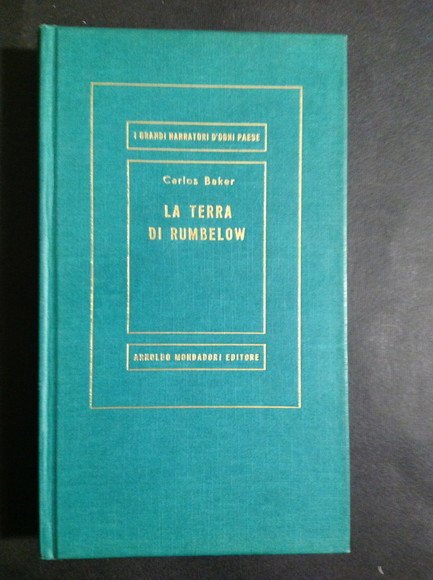 I GRANDI NARRATORI D'OGNI PAESE
Carlos Baker
LA TERRA
DI RUMBELOW
ARNOLDO MONDADORI EDITORE